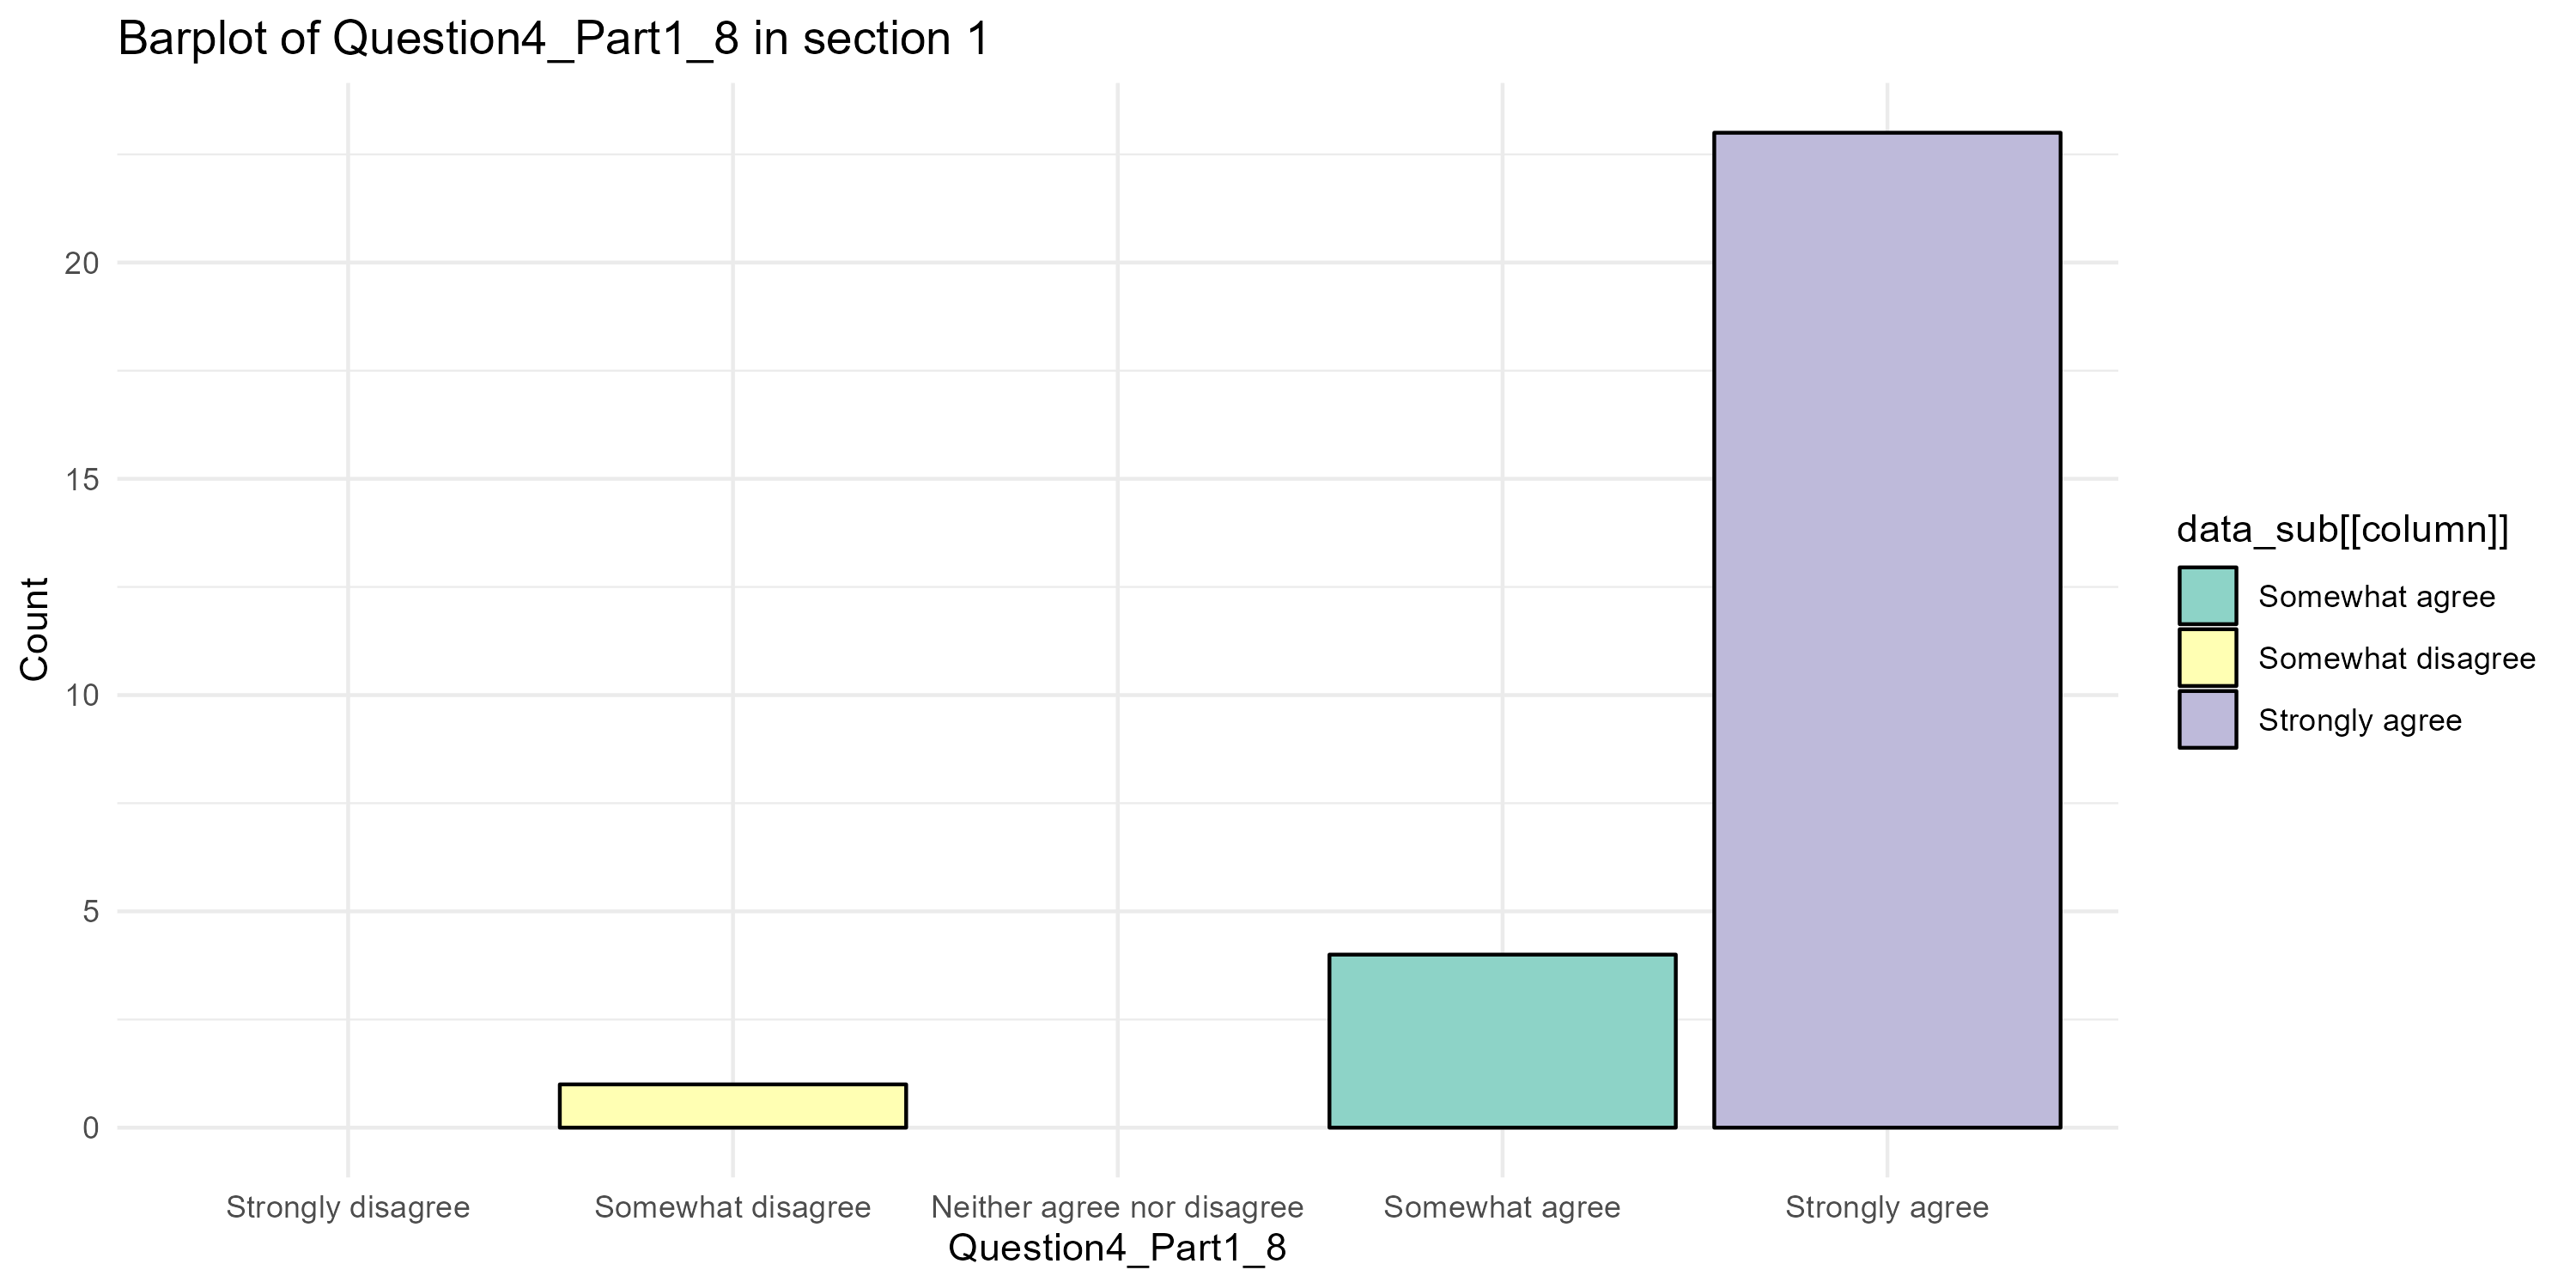 Barplot of Question4_Part1_8 in section 1
20
15
10
5
0
Count
Strongly disagree
Somewhat disagree
Neither agree nor disagree
Somewhat agree
Strongly agree
Question4_Part1_8
data_sub[[column]]
Somewhat agree
Somewhat disagree
Strongly agree